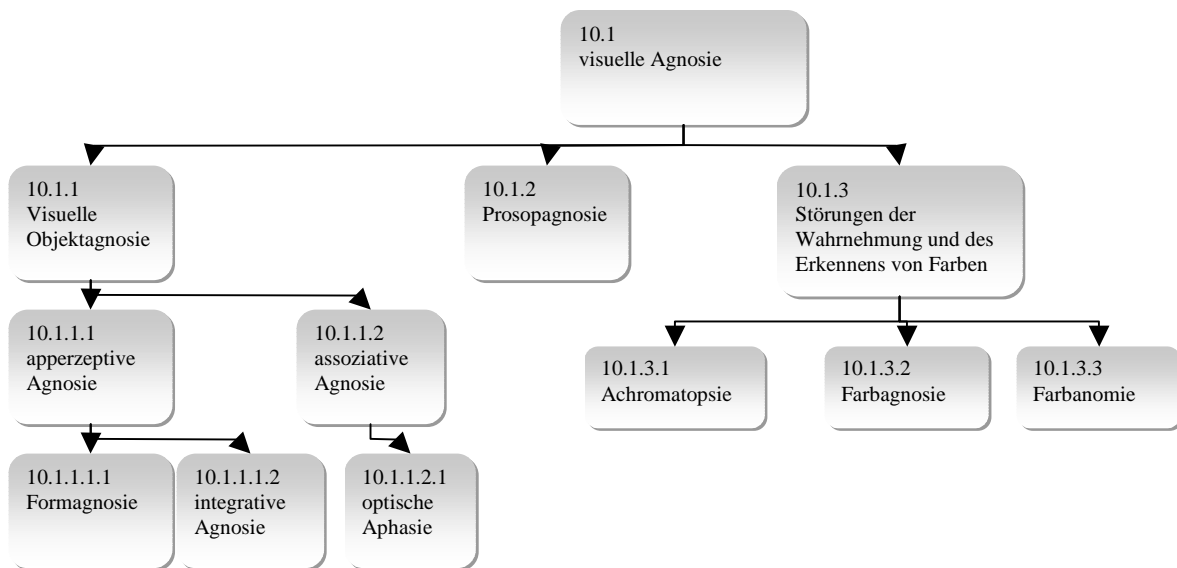 10.1
visuelle Agnosie
10.1.1
Visuelle
Objektagnosie
10.1.2
Prosopagnosie
10.1.3
Störungen der
Wahrnehmung und des
Erkennens von Farben
10.1.1.1
apperzeptive
Agnosie
10.1.1.2
assoziative
Agnosie
10.1.3.1
Achromatopsie
10.1.3.2
Farbagnosie
10.1.3.3
Farbanomie
10.1.1.1.1
Formagnosie
10.1.1.1.2
integrative
Agnosie
10.1.1.2.1
optische
Aphasie